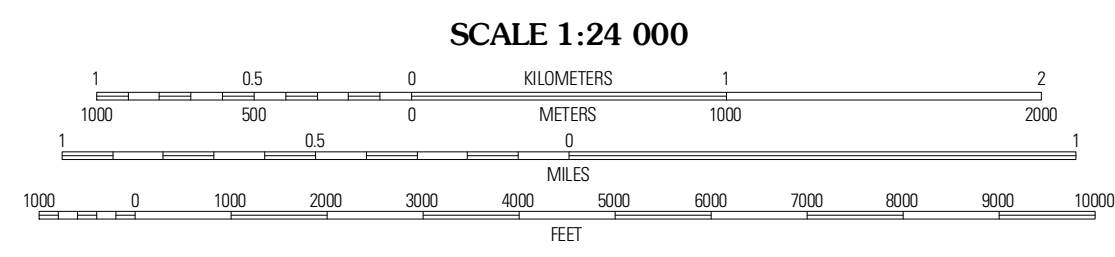 SCALE 1:24 000
1 0.5 0 KILOMETERS 1 2
1000 500 0 METERS 1000 2000
1 0.5 0 1
MILES
1000 0 1000 2000 3000 4000 5000 6000 7000 8000 9000 10000
FEET